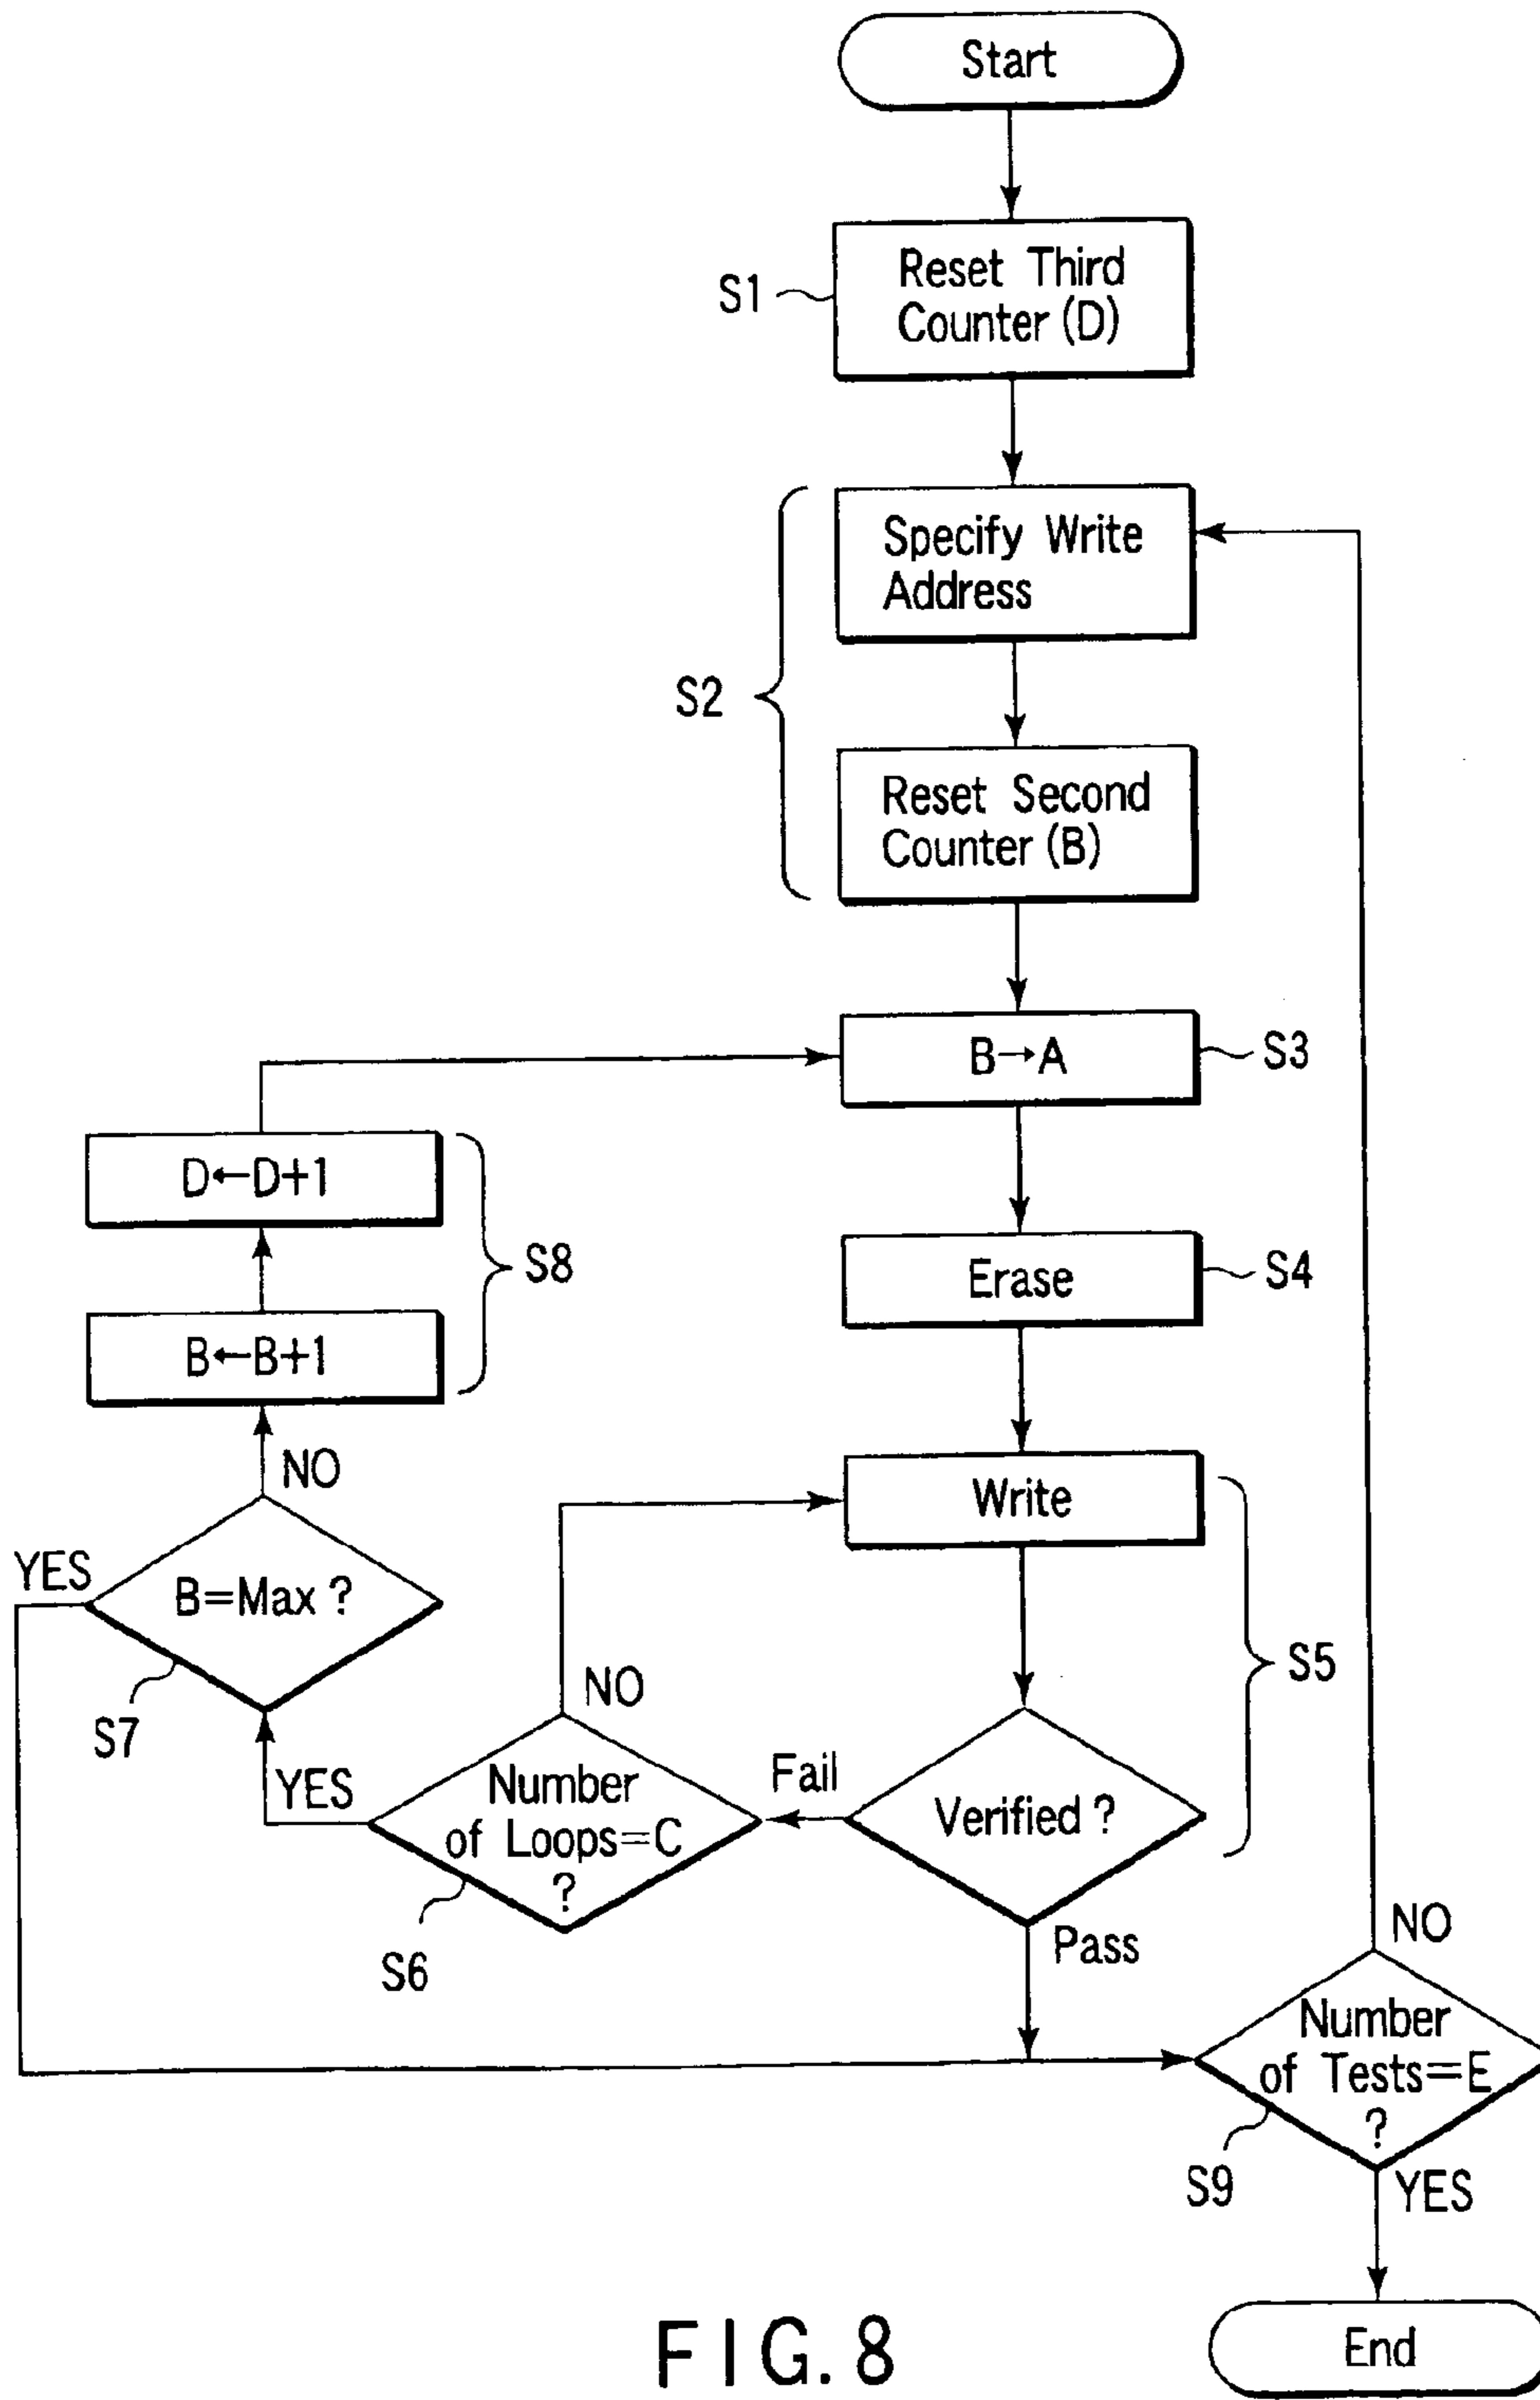 Start
S1
Reset Third
Counter (D)
S2
Specify Write
Address
Reset Second
Counter (B)
B→A
S3
D←D+1
S8
B←B+1
Erase
S4
NO
Write
YES
B=Max ?
S7
S5
NO
YES
Number
of Loops=C
?
S6
Fail
Verified ?
Pass
NO
Number
of Tests=E
?
S9
YES
End
FIG. 8